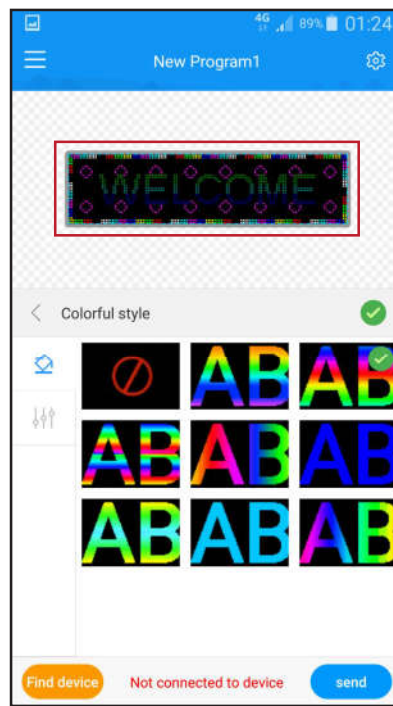 4G 89% 01:24
New Program1
WELCOME
Colorful style
AB AB
AB AB AB
AB AB AB
Find device Not connected to device send